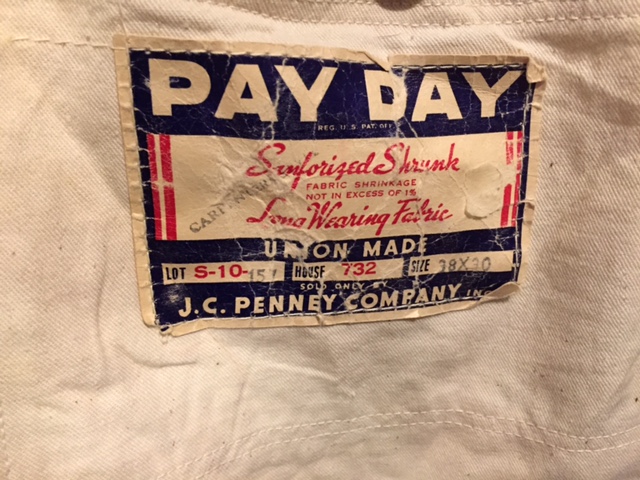 PAY DAY
REG. U.S. PAT. OFF.
Sanforized Shrunk
FABRIC SHRINKAGE
NOT IN EXCESS OF 1%
Long Wearing Fabric
UNION MADE
LOT S-10-157 HOUSE 732 SIZE 38X30
SOLD ONLY BY
J.C. PENNEY COMPANY INC.